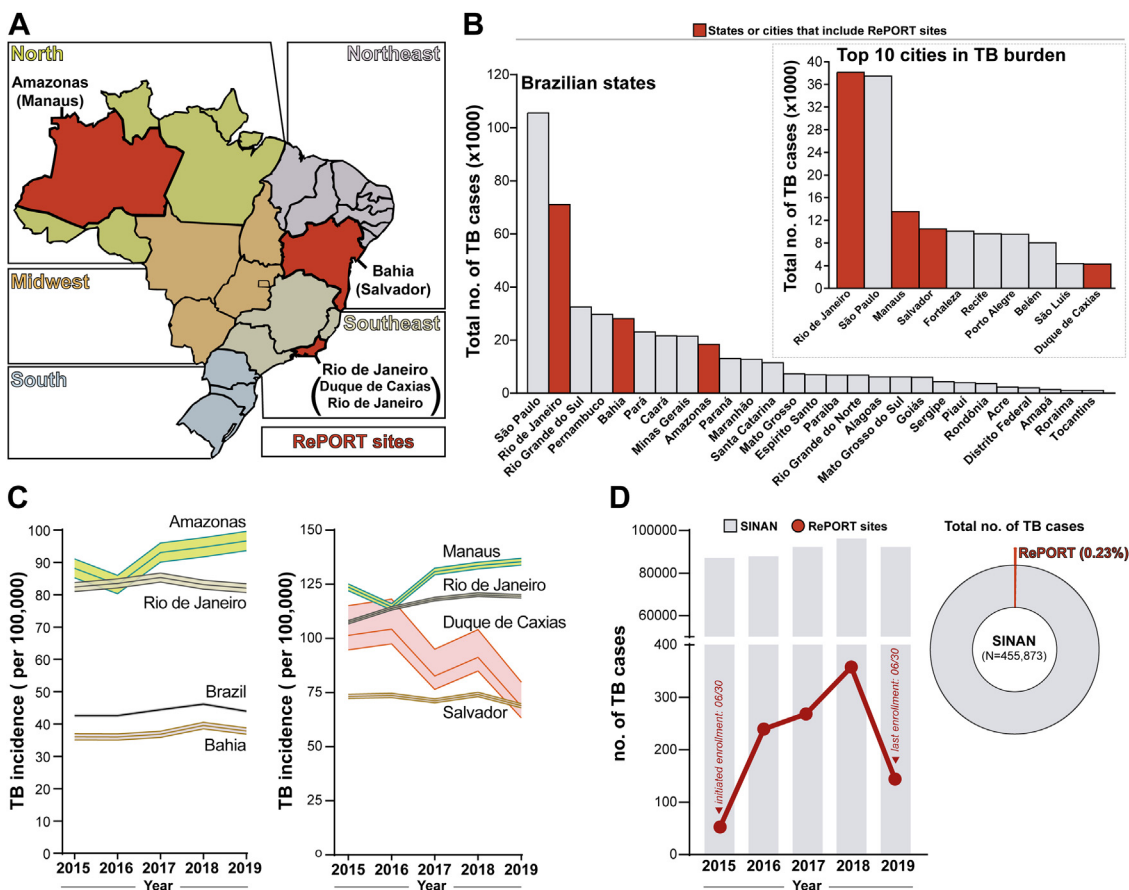 A
North
Northeast
Amazonas
(Manaus)
Bahia
(Salvador)
Midwest
Southeast
South
Rio de Janeiro
(Duque de Caxias
Rio de Janeiro)
RePORT sites
B
States or cities that include RePORT sites
Brazilian states
Total no. of TB cases (x1000)
120
100
80
60
40
20
0
São Paulo
Rio de Janeiro
Rio Grande do Sul
Pernambuco
Bahia
Pará
Ceará
Minas Gerais
Amazonas
Paraná
Maranhão
Santa Catarina
Mato Grosso
Espírito Santo
Paraíba
Rio Grande do Norte
Alagoas
Mato Grosso do Sul
Goiás
Sergipe
Piauí
Rondônia
Acre
Distrito Federal
Amapá
Roraima
Tocantins
Top 10 cities in TB burden
Total no. of TB cases (x1000)
40
36
32
28
24
20
16
12
8
4
0
Rio de Janeiro
São Paulo
Manaus
Salvador
Fortaleza
Recife
Porto Alegre
Belém
São Luís
Duque de Caxias
C
TB incidence ( per 100,000)
100
90
80
70
60
50
40
30
20
10
0
Amazonas
Rio de Janeiro
Brazil
Bahia
2015 2016 2017 2018 2019
Year
TB incidence ( per 100,000)
150
125
100
75
50
25
0
Manaus
Rio de Janeiro
Duque de Caxias
Salvador
2015 2016 2017 2018 2019
Year
D
SINAN
RePORT sites
no. of TB cases
100000
80000
60000
400
300
200
100
0
initiated enrollment: 06/30
last enrollment: 06/30
2015 2016 2017 2018 2019
Year
Total no. of TB cases
RePORT (0.23%)
SINAN
(N=455,873)